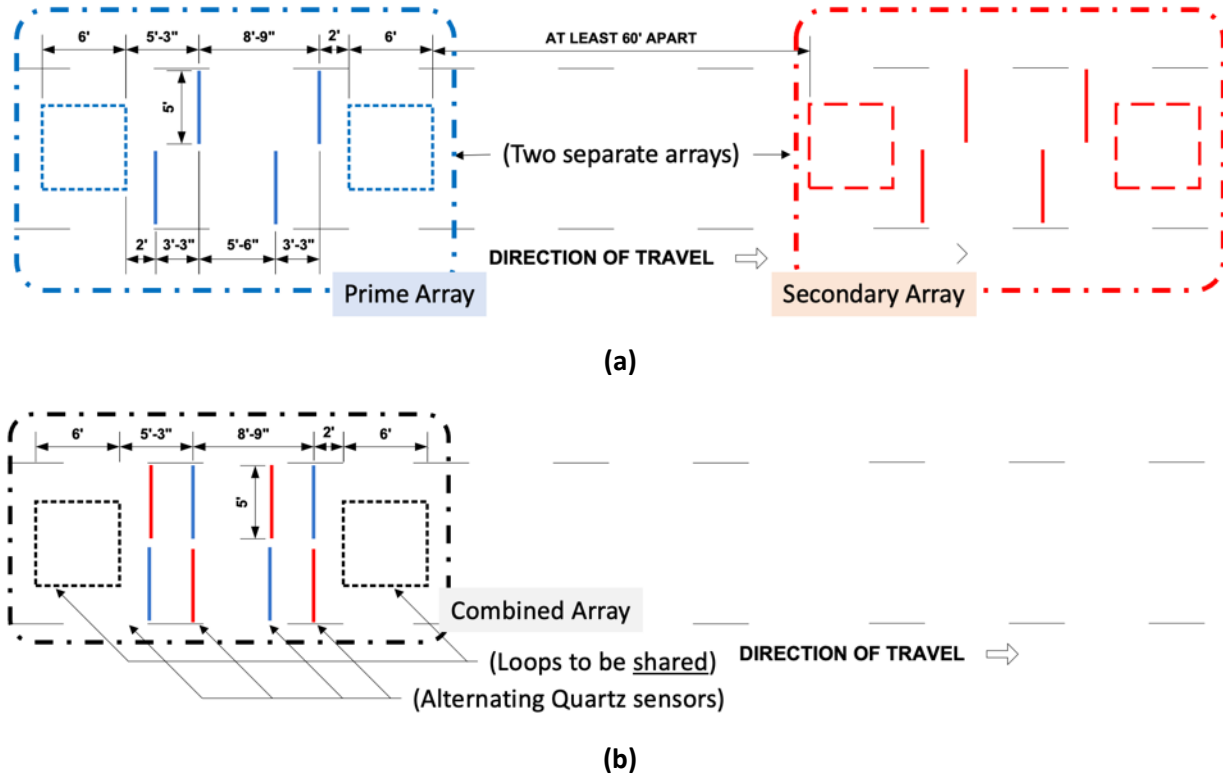 6'
5'-3"
8'-9"
2'
6'
AT LEAST 60' APART
5'
(Two separate arrays)
2'
3'-3"
5'-6"
3'-3"
DIRECTION OF TRAVEL
Prime Array
Secondary Array
(a)
6'
5'-3"
8'-9"
2'
6'
5'
Combined Array
(Loops to be shared)
DIRECTION OF TRAVEL
(Alternating Quartz sensors)
(b)